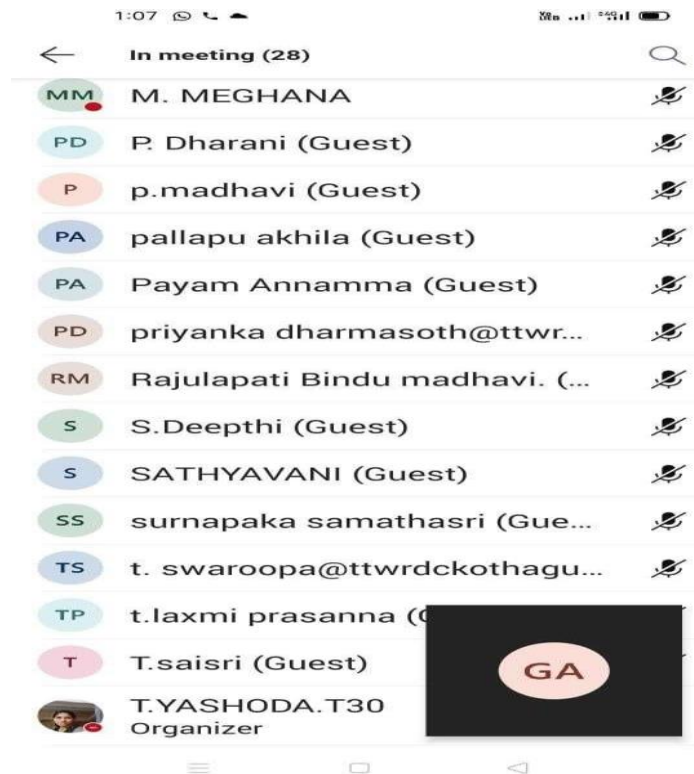 1:07
In meeting (28)
MM M. MEGHANA
PD P. Dharani (Guest)
P p.madhavi (Guest)
PA pallapu akhila (Guest)
PA Payam Annamma (Guest)
PD priyanka dharmasoth@ttwr...
RM Rajulapati Bindu madhavi. (...
S S.Deepthi (Guest)
S SATHYAVANI (Guest)
SS surnapaka samathasri (Gue...
TS t. swaroopa@ttwrdckothagu...
TP t.laxmi prasanna (
T T.saisri (Guest)
GA
T.YASHODA.T30
Organizer